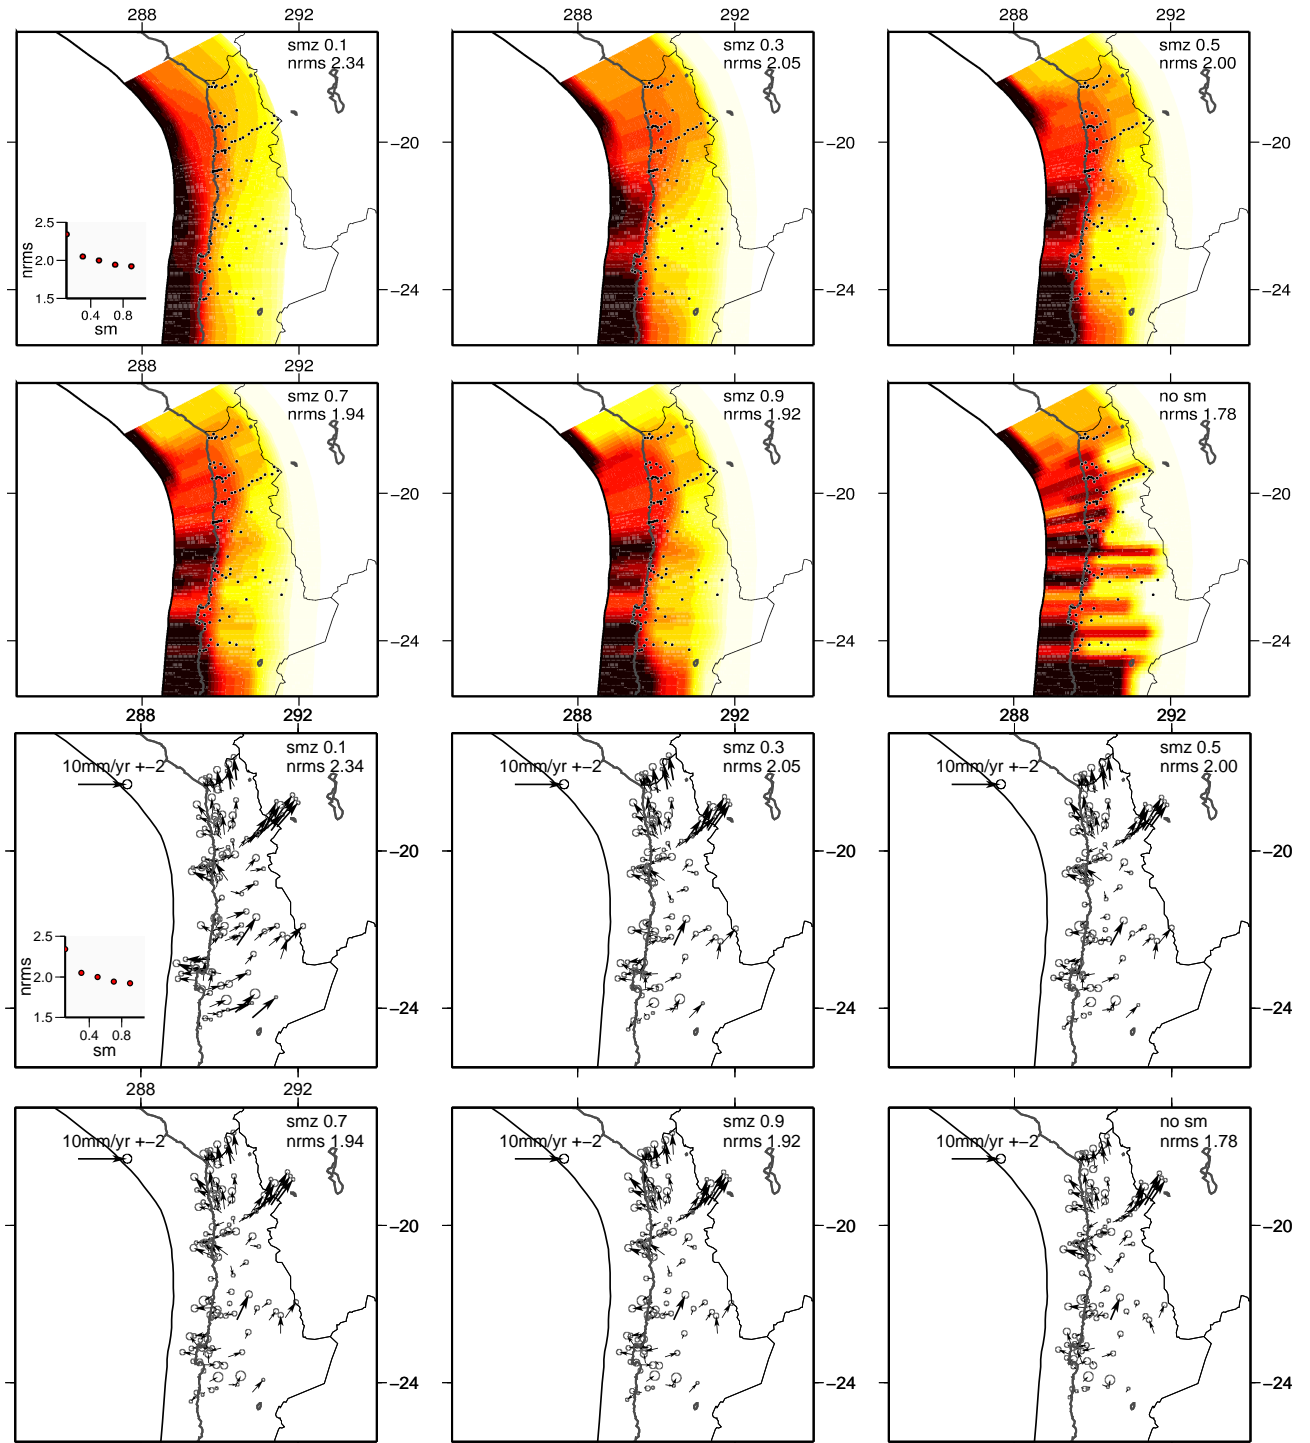 288 292 288 292 288 292
smz 0.1
nrms 2.34
smz 0.3
nrms 2.05
smz 0.5
nrms 2.00
−20 −20 −20
−24 −24 −24
2.5
2.0
1.5
nrms
0.4 0.8
sm
288 292 288 292 288 292
smz 0.7
nrms 1.94
smz 0.9
nrms 1.92
no sm
nrms 1.78
−20 −20 −20
−24 −24 −24
288 292 288 292 288 292
smz 0.1
nrms 2.34
10mm/yr +−2
smz 0.3
nrms 2.05
10mm/yr +−2
smz 0.5
nrms 2.00
10mm/yr +−2
−20 −20 −20
−24 −24 −24
2.5
2.0
1.5
nrms
0.4 0.8
sm
288 292 288 292 288 292
smz 0.7
nrms 1.94
10mm/yr +−2
smz 0.9
nrms 1.92
10mm/yr +−2
no sm
nrms 1.78
10mm/yr +−2
−20 −20 −20
−24 −24 −24